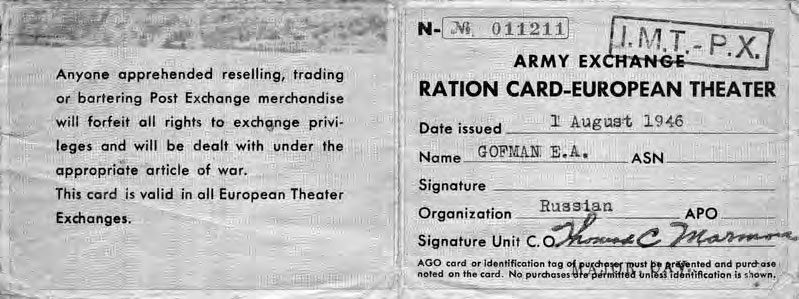 Anyone apprehended reselling, trading
or bartering Post Exchange merchandise
will forfeit all rights to exchange privi-
leges and will be dealt with under the
appropriate article of war.
This card is valid in all European Theater
Exchanges.
N- № 011211
I.M.T.-P.X.
ARMY EXCHANGE
RATION CARD-EUROPEAN THEATER
Date issued 1 August 1946
Name GOFMAN E.A. ASN
Signature
Organization Russian APO
Signature Unit C.O. Thomas C
MAJOR
AGO card or identification tag of purchaser must be presented and purchase
noted on the card. No purchases are permitted unless identification is shown.